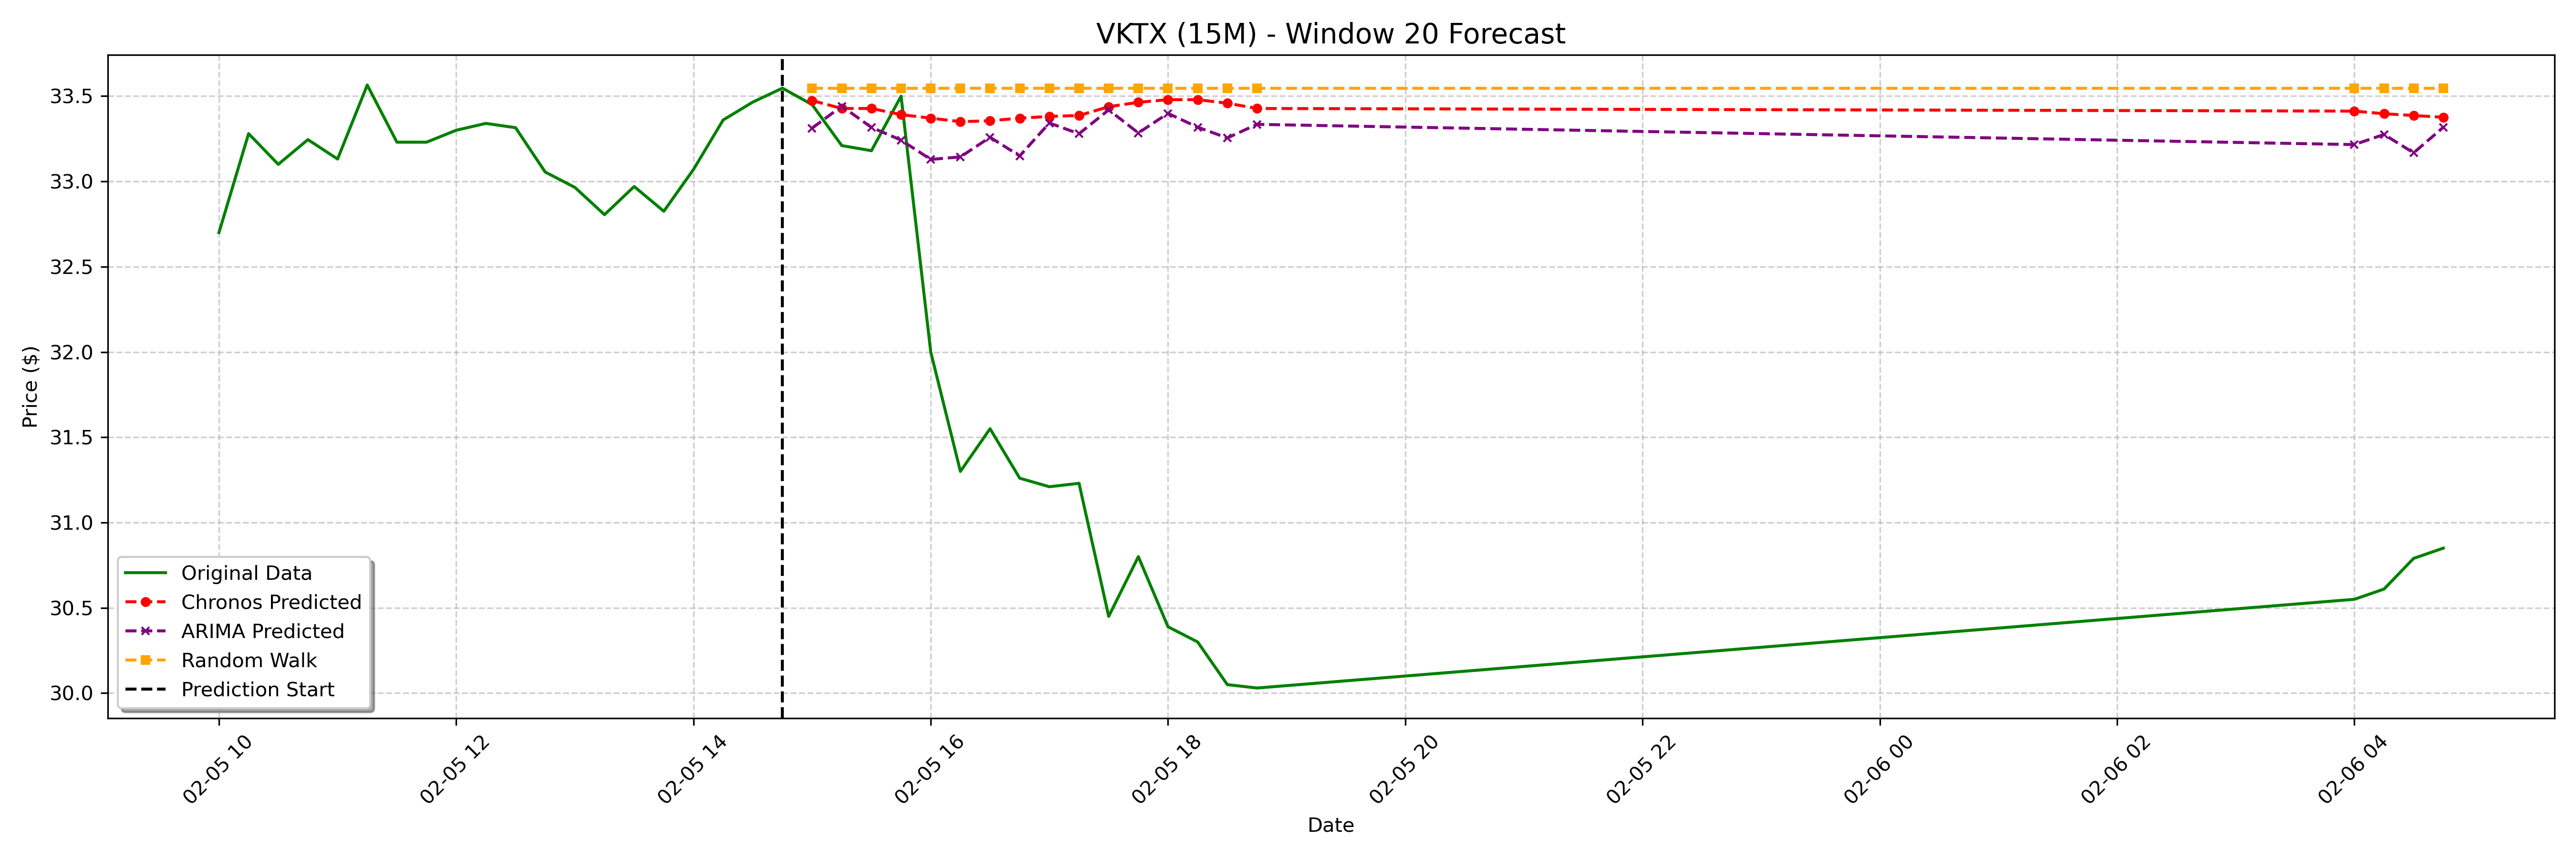 VKTX (15M) - Window 20 Forecast
Price ($)
33.5
33.0
32.5
32.0
31.5
31.0
30.5
30.0
Original Data
Chronos Predicted
ARIMA Predicted
Random Walk
Prediction Start
02-05 10
02-05 12
02-05 14
02-05 16
02-05 18
02-05 20
02-05 22
02-06 00
02-06 02
02-06 04
Date